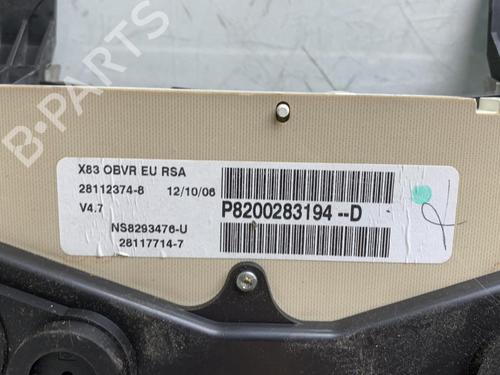 B-PARTS
X83 OBVR EU RSA
28112374-8 12/10/06
V4.7 P8200283194 --D
NS8293476-U
28117714-7